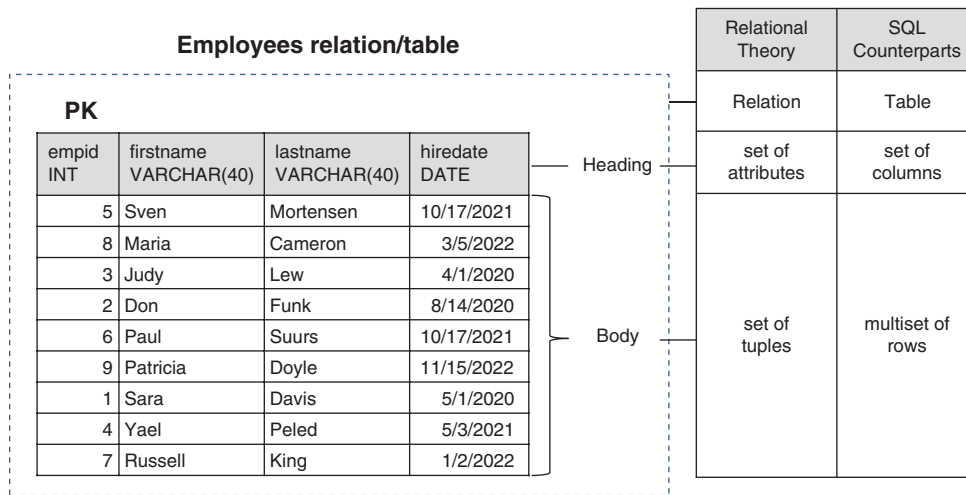 Employees relation/table
PK
empid INT
firstname VARCHAR(40)
lastname VARCHAR(40)
hiredate DATE
5 Sven Mortensen 10/17/2021
8 Maria Cameron 3/5/2022
3 Judy Lew 4/1/2020
2 Don Funk 8/14/2020
6 Paul Suurs 10/17/2021
9 Patricia Doyle 11/15/2022
1 Sara Davis 5/1/2020
4 Yael Peled 5/3/2021
7 Russell King 1/2/2022
Heading
Body
Relational
Theory
SQL
Counterparts
Relation
Table
set of
attributes
set of
columns
set of
tuples
multiset of
rows